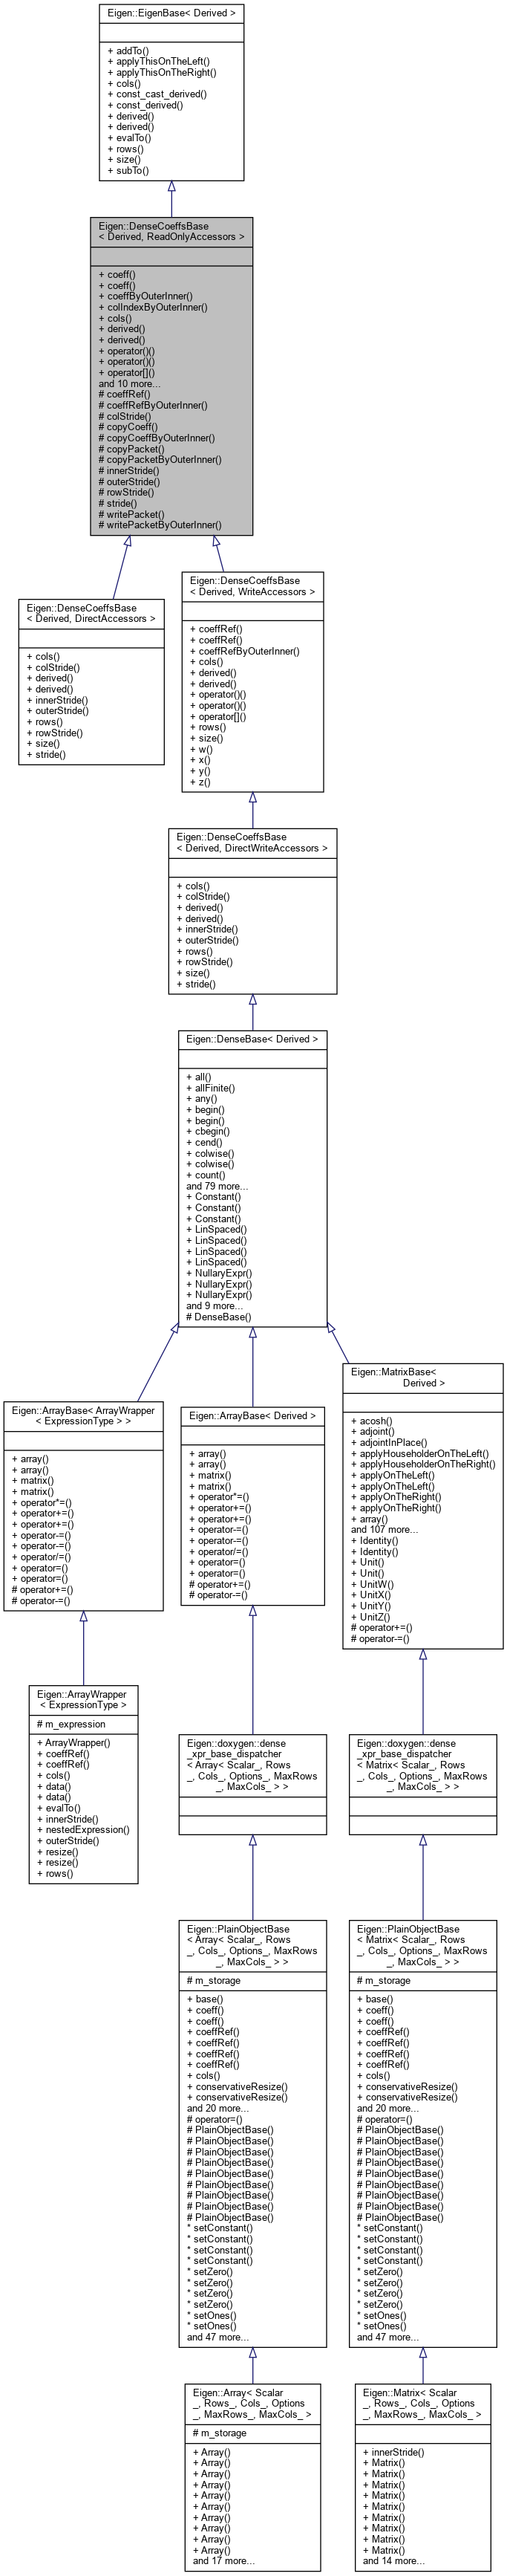 Eigen::EigenBase< Derived >
+ addTo()
+ applyThisOnTheLeft()
+ applyThisOnTheRight()
+ cols()
+ const_cast_derived()
+ const_derived()
+ derived()
+ derived()
+ evalTo()
+ rows()
+ size()
+ subTo()
Eigen::DenseCoeffsBase
< Derived, ReadOnlyAccessors >
+ coeff()
+ coeff()
+ coeffByOuterInner()
+ colIndexByOuterInner()
+ cols()
+ derived()
+ derived()
+ operator()()
+ operator()()
+ operator[]()
and 10 more...
# coeffRef()
# coeffRefByOuterInner()
# colStride()
# copyCoeff()
# copyCoeffByOuterInner()
# copyPacket()
# copyPacketByOuterInner()
# innerStride()
# outerStride()
# rowStride()
# stride()
# writePacket()
# writePacketByOuterInner()
Eigen::DenseCoeffsBase
< Derived, DirectAccessors >
+ cols()
+ colStride()
+ derived()
+ derived()
+ innerStride()
+ outerStride()
+ rows()
+ rowStride()
+ size()
+ stride()
Eigen::DenseCoeffsBase
< Derived, WriteAccessors >
+ coeffRef()
+ coeffRef()
+ coeffRefByOuterInner()
+ cols()
+ derived()
+ derived()
+ operator()()
+ operator()()
+ operator[]()
+ rows()
+ size()
+ w()
+ x()
+ y()
+ z()
Eigen::DenseCoeffsBase
< Derived, DirectWriteAccessors >
+ cols()
+ colStride()
+ derived()
+ derived()
+ innerStride()
+ outerStride()
+ rows()
+ rowStride()
+ size()
+ stride()
Eigen::DenseBase< Derived >
+ all()
+ allFinite()
+ any()
+ begin()
+ begin()
+ cbegin()
+ cend()
+ colwise()
+ colwise()
+ count()
and 79 more...
+ Constant()
+ Constant()
+ Constant()
+ LinSpaced()
+ LinSpaced()
+ LinSpaced()
+ LinSpaced()
+ NullaryExpr()
+ NullaryExpr()
+ NullaryExpr()
and 9 more...
# DenseBase()
Eigen::ArrayBase< ArrayWrapper
< ExpressionType > >
+ array()
+ array()
+ matrix()
+ matrix()
+ operator*=()
+ operator+=()
+ operator+=()
+ operator-=()
+ operator-=()
+ operator/=()
+ operator=()
+ operator=()
# operator+=()
# operator-=()
Eigen::ArrayBase< Derived >
+ array()
+ array()
+ matrix()
+ matrix()
+ operator*=()
+ operator+=()
+ operator+=()
+ operator-=()
+ operator-=()
+ operator/=()
+ operator=()
+ operator=()
# operator+=()
# operator-=()
Eigen::MatrixBase<
Derived >
+ acosh()
+ adjoint()
+ adjointInPlace()
+ applyHouseholderOnTheLeft()
+ applyHouseholderOnTheRight()
+ applyOnTheLeft()
+ applyOnTheLeft()
+ applyOnTheRight()
+ applyOnTheRight()
+ array()
and 107 more...
+ Identity()
+ Identity()
+ Unit()
+ Unit()
+ UnitW()
+ UnitX()
+ UnitY()
+ UnitZ()
# operator+=()
# operator-=()
Eigen::ArrayWrapper
< ExpressionType >
# m_expression
+ ArrayWrapper()
+ coeffRef()
+ coeffRef()
+ cols()
+ data()
+ data()
+ evalTo()
+ innerStride()
+ nestedExpression()
+ outerStride()
+ resize()
+ resize()
+ rows()
Eigen::doxygen::dense
_xpr_base_dispatcher
< Array< Scalar_, Rows
_, Cols_, Options_, MaxRows
_, MaxCols_ > >
Eigen::doxygen::dense
_xpr_base_dispatcher
< Matrix< Scalar_, Rows
_, Cols_, Options_, MaxRows
_, MaxCols_ > >
Eigen::PlainObjectBase
< Array< Scalar_, Rows
_, Cols_, Options_, MaxRows
_, MaxCols_ > >
# m_storage
+ base()
+ coeff()
+ coeff()
+ coeffRef()
+ coeffRef()
+ coeffRef()
+ coeffRef()
+ cols()
+ conservativeResize()
+ conservativeResize()
and 20 more...
# operator=()
# PlainObjectBase()
# PlainObjectBase()
# PlainObjectBase()
# PlainObjectBase()
# PlainObjectBase()
# PlainObjectBase()
# PlainObjectBase()
# PlainObjectBase()
# PlainObjectBase()
* setConstant()
* setConstant()
* setConstant()
* setConstant()
* setZero()
* setZero()
* setZero()
* setZero()
* setOnes()
* setOnes()
and 47 more...
Eigen::PlainObjectBase
< Matrix< Scalar_, Rows
_, Cols_, Options_, MaxRows
_, MaxCols_ > >
# m_storage
+ base()
+ coeff()
+ coeff()
+ coeffRef()
+ coeffRef()
+ coeffRef()
+ coeffRef()
+ cols()
+ conservativeResize()
+ conservativeResize()
and 20 more...
# operator=()
# PlainObjectBase()
# PlainObjectBase()
# PlainObjectBase()
# PlainObjectBase()
# PlainObjectBase()
# PlainObjectBase()
# PlainObjectBase()
# PlainObjectBase()
# PlainObjectBase()
* setConstant()
* setConstant()
* setConstant()
* setConstant()
* setZero()
* setZero()
* setZero()
* setZero()
* setOnes()
* setOnes()
and 47 more...
Eigen::Array< Scalar
_, Rows_, Cols_, Options
_, MaxRows_, MaxCols_ >
# m_storage
+ Array()
+ Array()
+ Array()
+ Array()
+ Array()
+ Array()
+ Array()
+ Array()
+ Array()
+ Array()
and 17 more...
Eigen::Matrix< Scalar
_, Rows_, Cols_, Options
_, MaxRows_, MaxCols_ >
+ innerStride()
+ Matrix()
+ Matrix()
+ Matrix()
+ Matrix()
+ Matrix()
+ Matrix()
+ Matrix()
+ Matrix()
+ Matrix()
and 14 more...